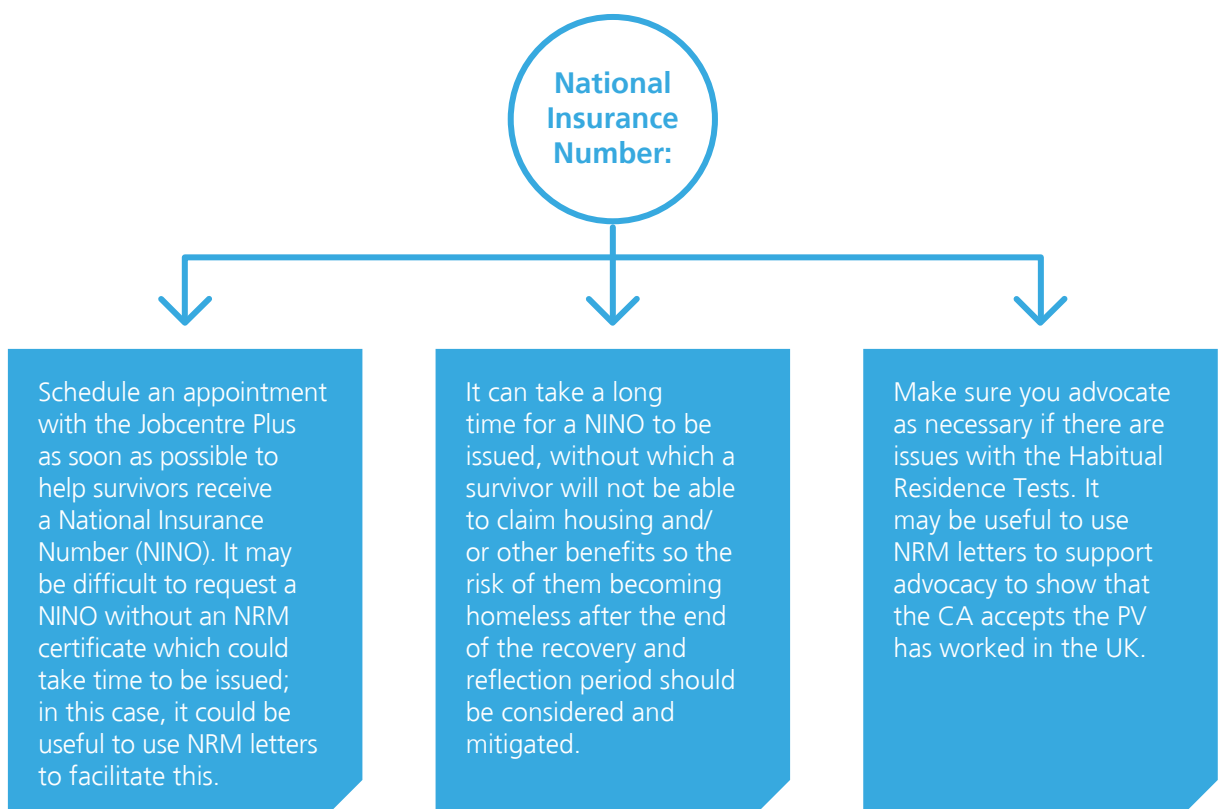 National
Insurance
Number:
Schedule an appointment
with the Jobcentre Plus
as soon as possible to
help survivors receive
a National Insurance
Number (NINO). It may
be difficult to request a
NINO without an NRM
certificate which could
take time to be issued;
in this case, it could be
useful to use NRM letters
to facilitate this.
It can take a long
time for a NINO to be
issued, without which a
survivor will not be able
to claim housing and/
or other benefits so the
risk of them becoming
homeless after the end
of the recovery and
reflection period should
be considered and
mitigated.
Make sure you advocate
as necessary if there are
issues with the Habitual
Residence Tests. It
may be useful to use
NRM letters to support
advocacy to show that
the CA accepts the PV
has worked in the UK.